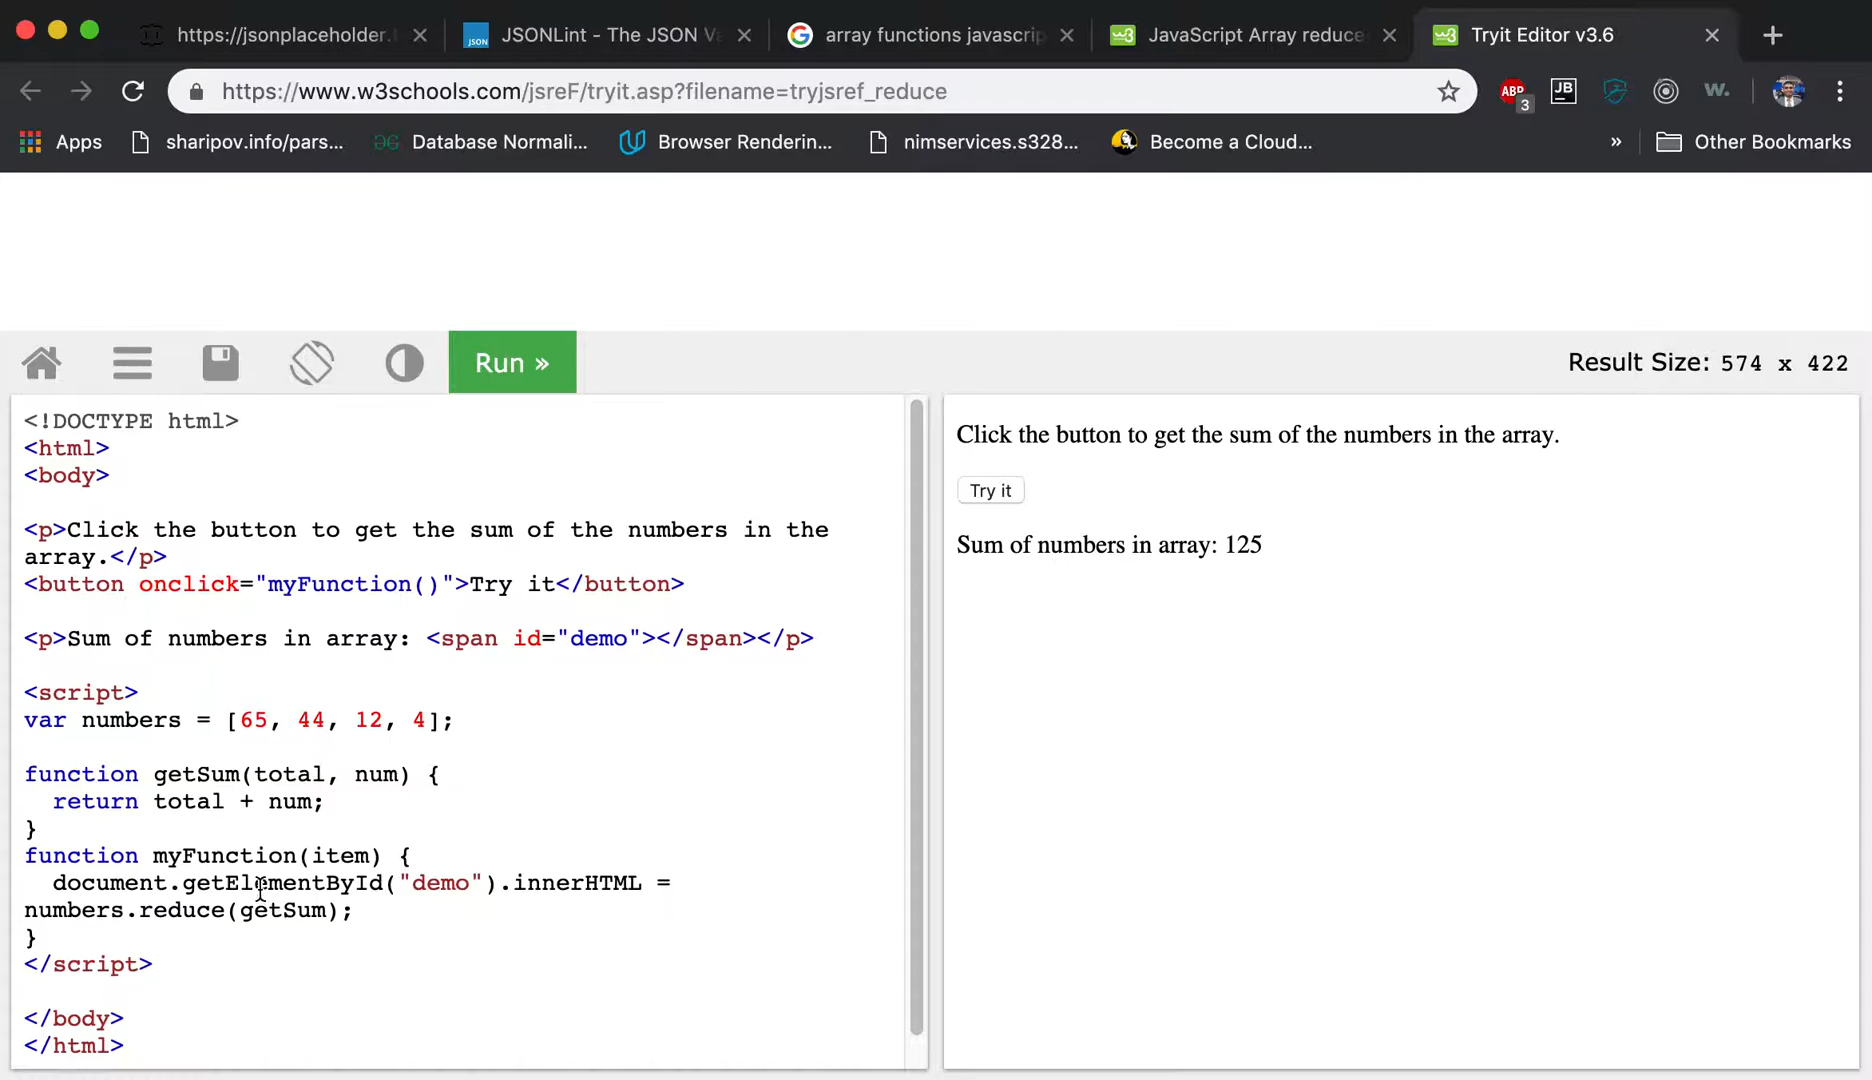 https://jsonplaceholder.
JSONLint - The JSON Va
array functions javascrip
JavaScript Array reduce
Tryit Editor v3.6
https://www.w3schools.com/jsreF/tryit.asp?filename=tryjsref_reduce
ABP
3
JB
w.
Apps
sharipov.info/pars...
Database Normali...
Browser Renderin...
nimservices.s328...
Become a Cloud...
»
Other Bookmarks
Run »
Result Size: 574 x 422
<!DOCTYPE html>
<html>
<body>
<p>Click the button to get the sum of the numbers in the
array.</p>
<button onclick="myFunction()">Try it</button>
<p>Sum of numbers in array: <span id="demo"></span></p>
<script>
var numbers = [65, 44, 12, 4];
function getSum(total, num) {
return total + num;
}
function myFunction(item) {
document.getElementById("demo").innerHTML =
numbers.reduce(getSum);
}
</script>
</body>
</html>
Click the button to get the sum of the numbers in the array.
Try it
Sum of numbers in array: 125